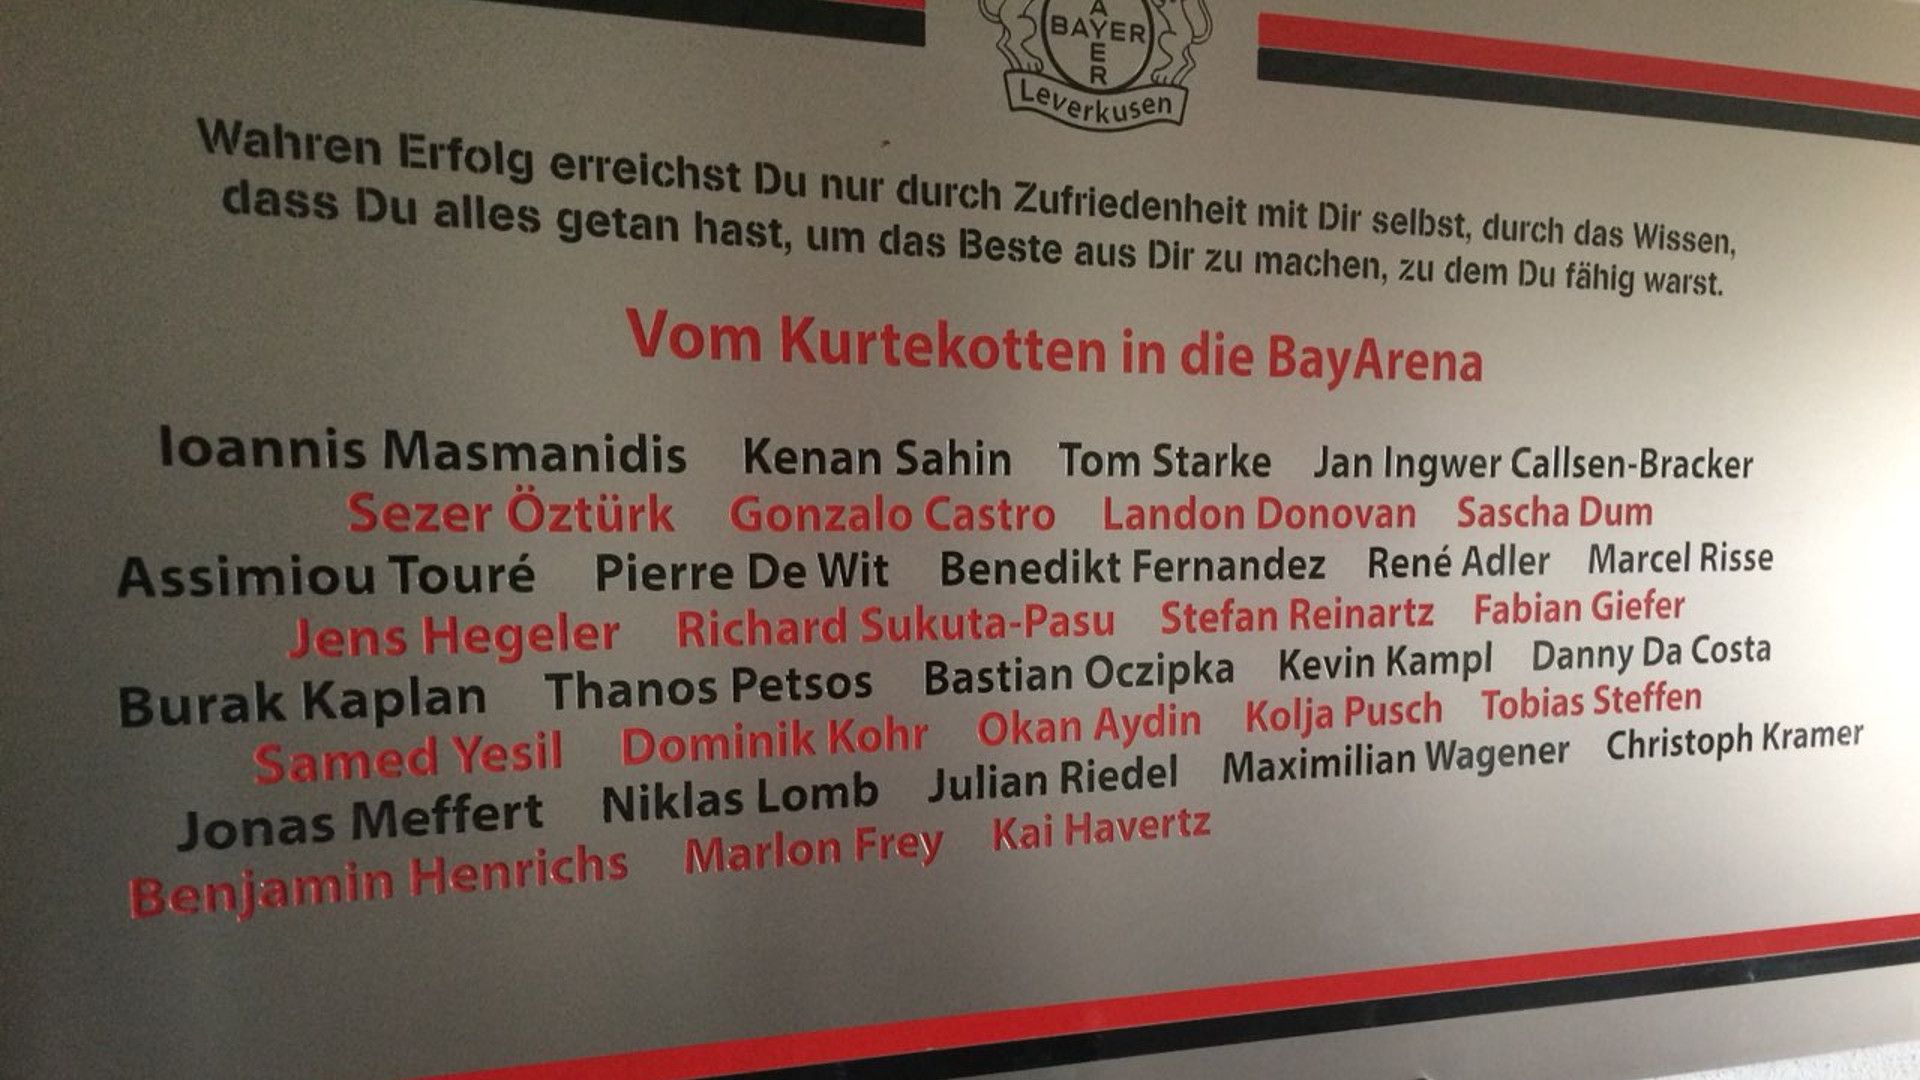 A
BAYER
E
R
Leverkusen
Wahren Erfolg erreichst Du nur durch Zufriedenheit mit Dir selbst, durch das Wissen,
dass Du alles getan hast, um das Beste aus Dir zu machen, zu dem Du fähig warst.
Vom Kurtekotten in die BayArena
Ioannis Masmanidis Kenan Sahin Tom Starke Jan Ingwer Callsen-Bracker
Sezer Öztürk Gonzalo Castro Landon Donovan Sascha Dum
Assimiou Touré Pierre De Wit Benedikt Fernandez René Adler Marcel Risse
Jens Hegeler Richard Sukuta-Pasu Stefan Reinartz Fabian Giefer
Burak Kaplan Thanos Petsos Bastian Oczipka Kevin Kampl Danny Da Costa
Samed Yesil Dominik Kohr Okan Aydin Kolja Pusch Tobias Steffen
Jonas Meffert Niklas Lomb Julian Riedel Maximilian Wagener Christoph Kramer
Benjamin Henrichs Marlon Frey Kai Havertz